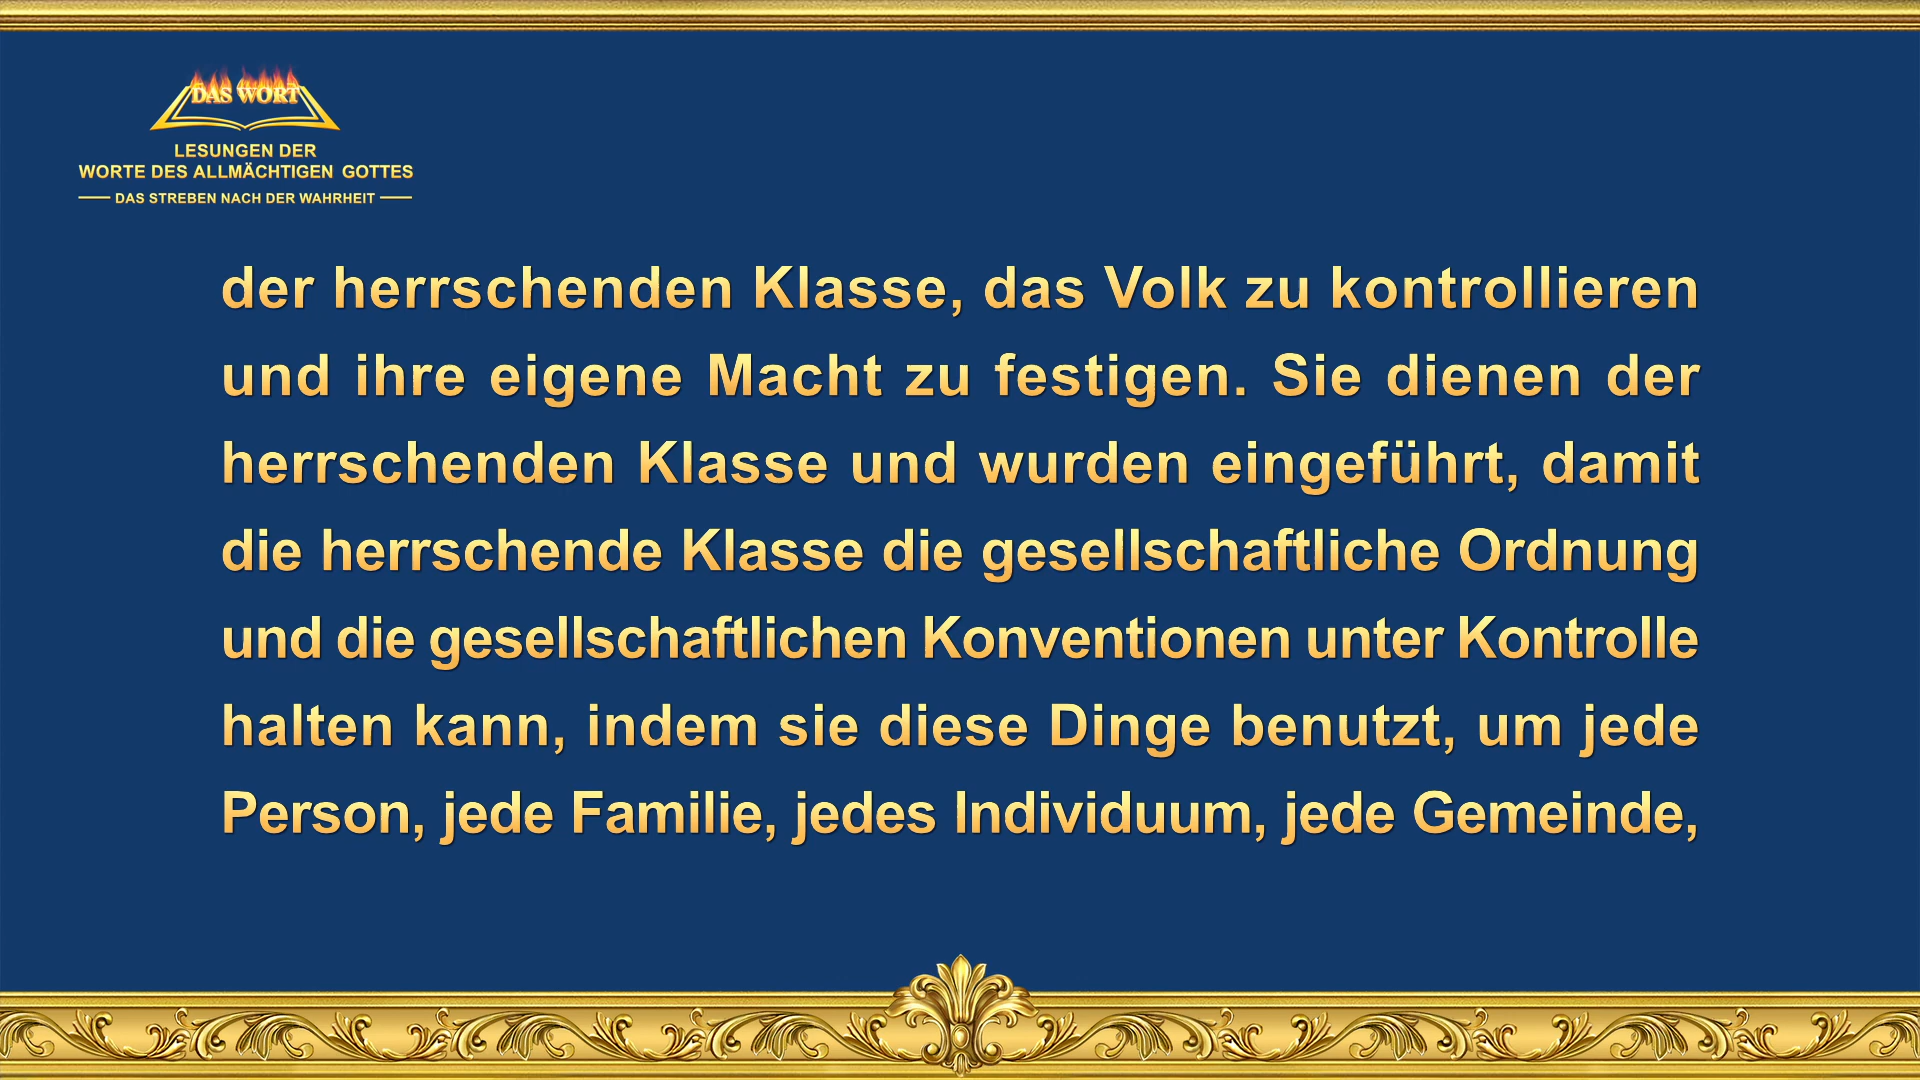 DAS WORT
LESUNGEN DER
WORTE DES ALLMÄCHTIGEN GOTTES
DAS STREBEN NACH DER WAHRHEIT
der herrschenden Klasse, das Volk zu kontrollieren
und ihre eigene Macht zu festigen. Sie dienen der
herrschenden Klasse und wurden eingeführt, damit
die herrschende Klasse die gesellschaftliche Ordnung
und die gesellschaftlichen Konventionen unter Kontrolle
halten kann, indem sie diese Dinge benutzt, um jede
Person, jede Familie, jedes Individuum, jede Gemeinde,